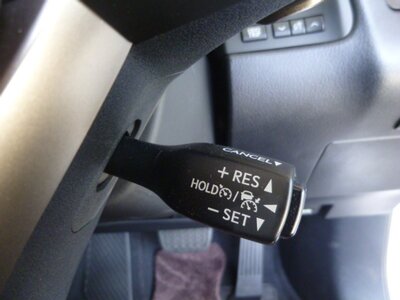 CANCEL▼
+ RES ▲
HOLD / ◀
− SET ▼